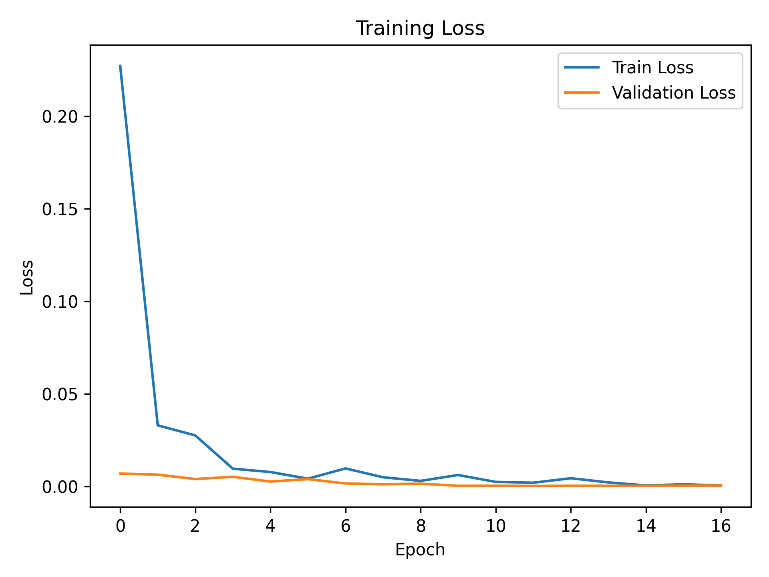 Training Loss
Train Loss
Validation Loss
0.20
0.15
0.10
0.05
0.00
Loss
0 2 4 6 8 10 12 14 16
Epoch